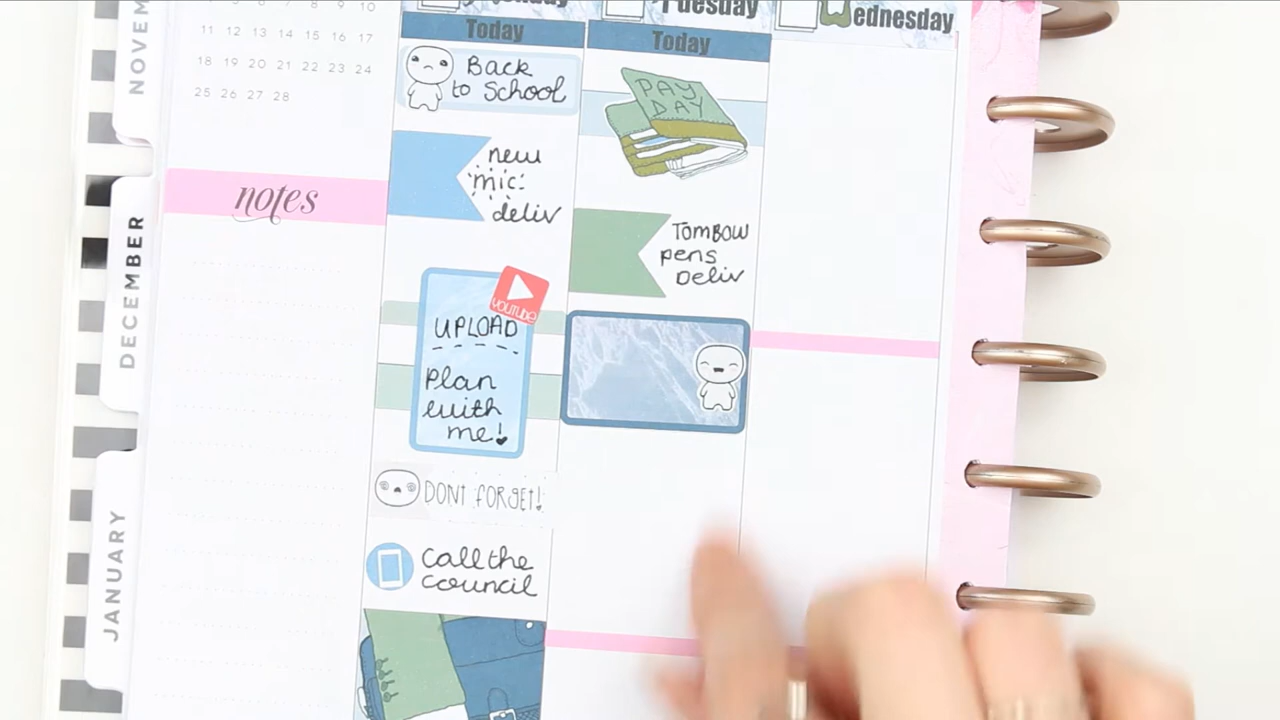 NOVEM
11 12 13 14 15 16 17
18 19 20 21 22 23 24
25 26 27 28
notes
DECEMBER
JANUARY
Today
Back
to School
new
mic
deliv
YOUTUBE
UPLOAD
Plan
with
me!
DONT FORGET!
Call the
council
Tuesday
Today
PAY
DAY
TOMBOW
pens
Deliv
Wednesday